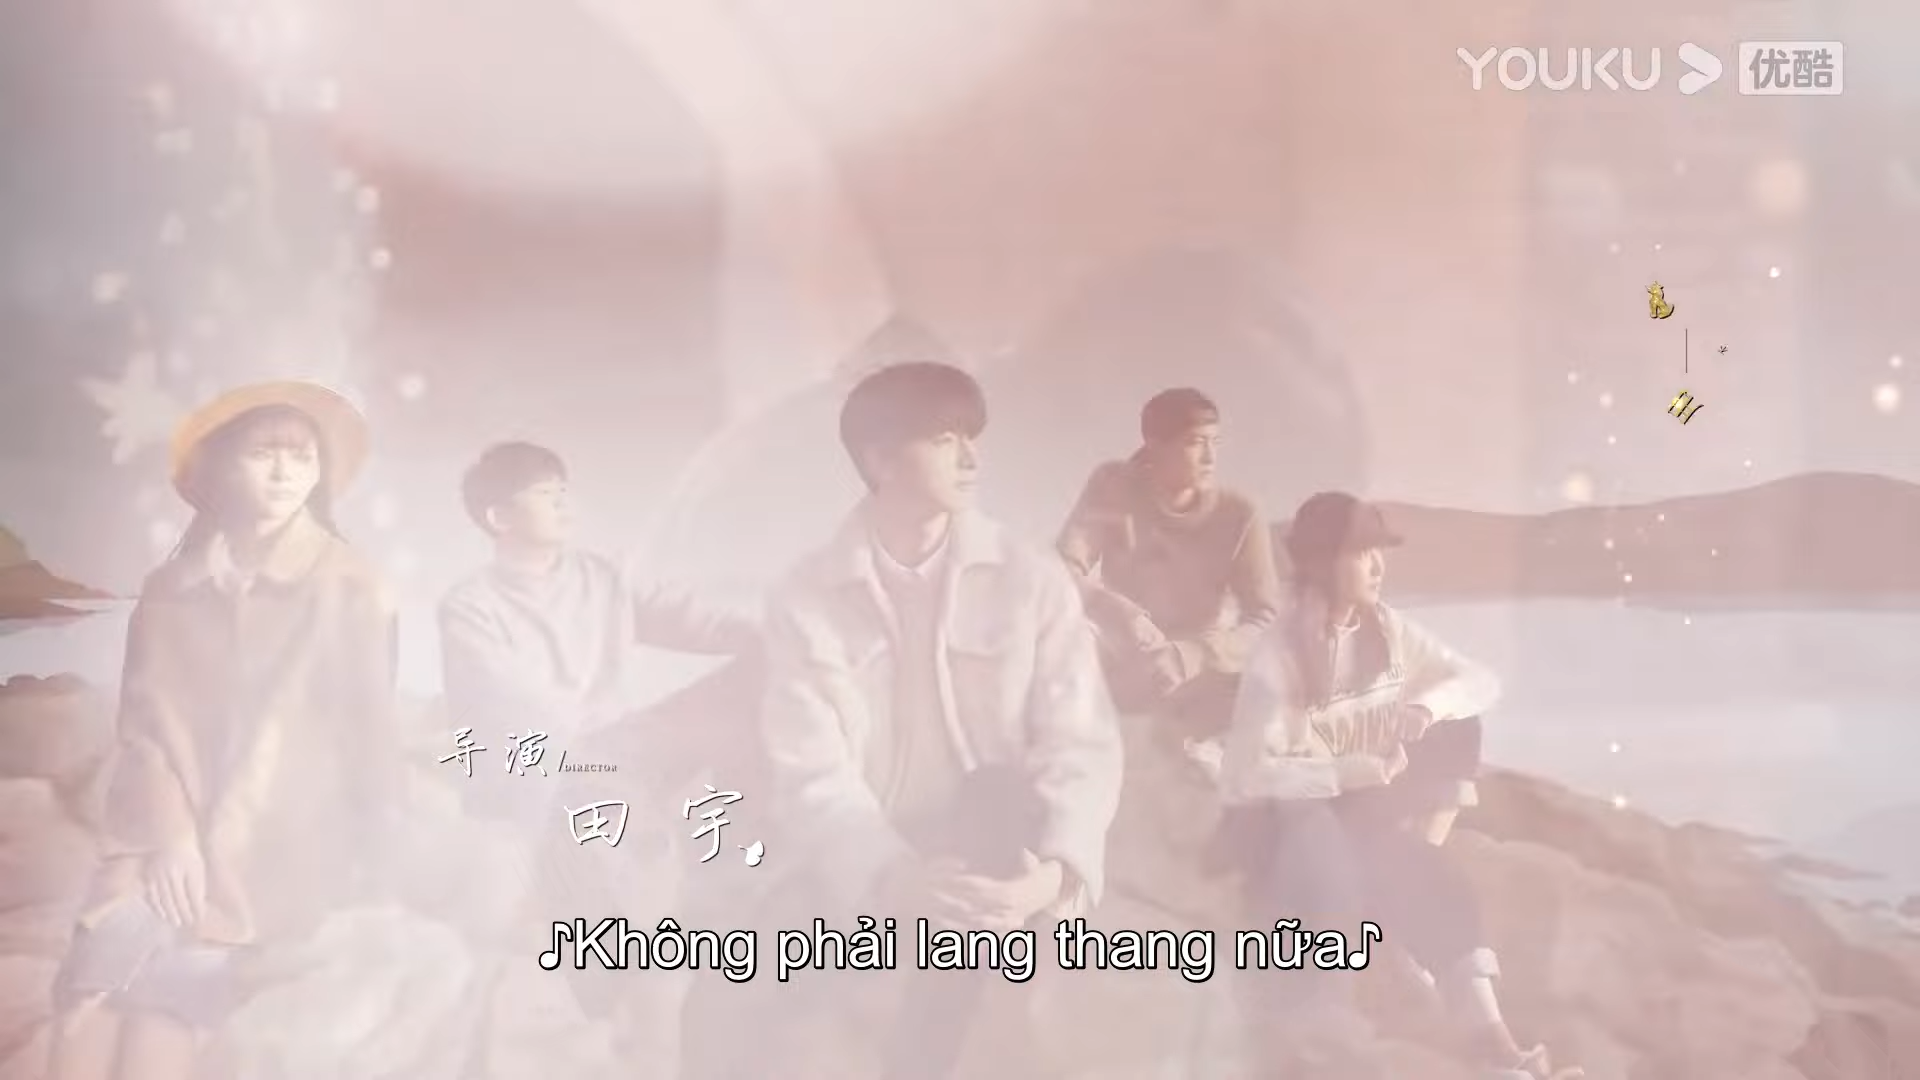 YOUKU 优酷
导演/DIRECTOR
田宇
♪Không phải lang thang nữa♪